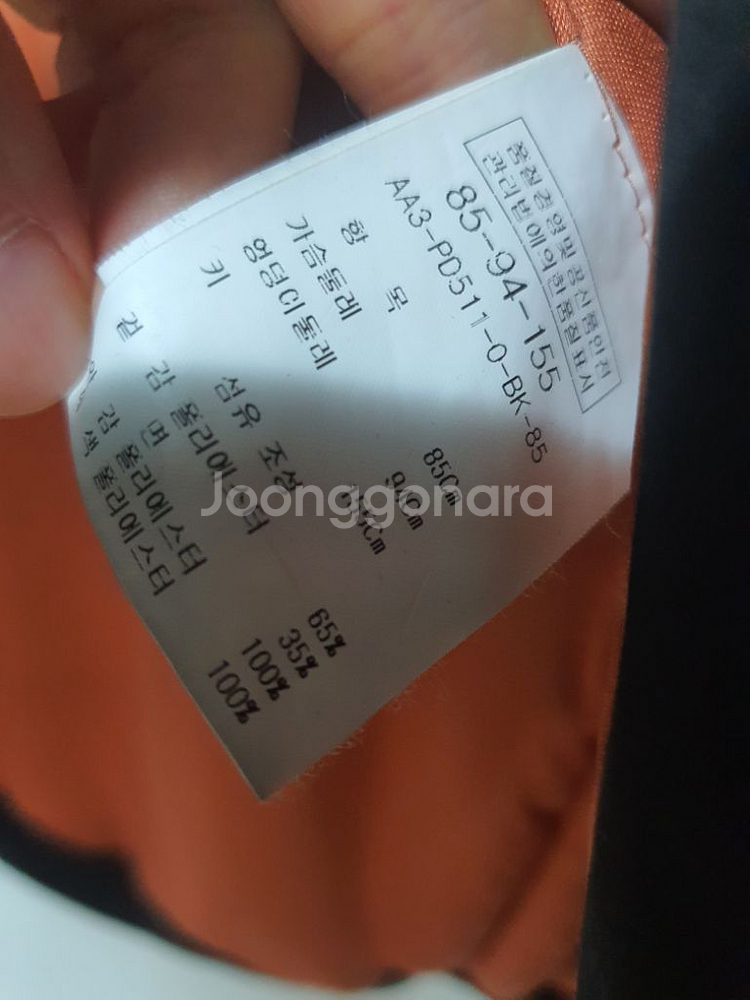 품질경영및공산품안전
관리법에의한품질표시
85-94-155
AA3-PD511-0-BK-85
항 목
가슴둘레 85Cm
엉덩이둘레 94Cm
키 155Cm
섬유 조성
겉 감 폴리에스터 65%
면 35%
감 폴리에스터 100%
색 폴리에스터 100%
Joonggonara